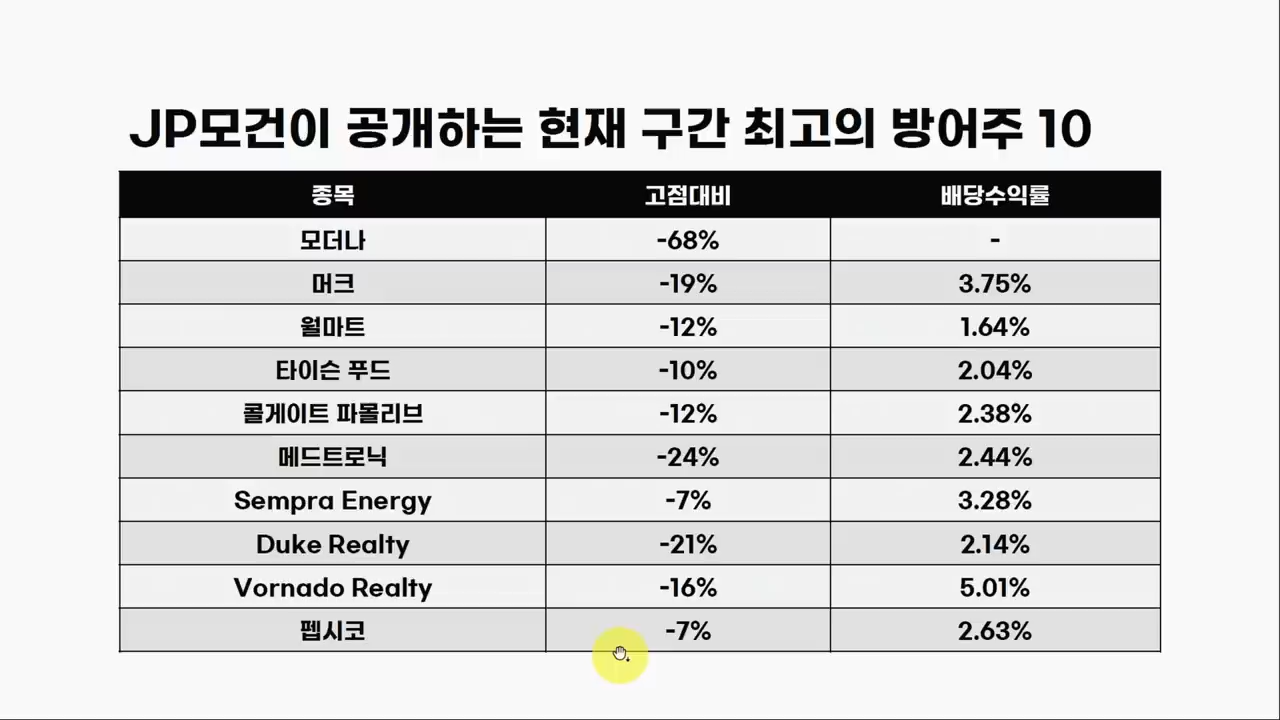 JP모건이 공개하는 현재 구간 최고의 방어주 10
종목 고점대비 배당수익률
모더나 -68% -
머크 -19% 3.75%
월마트 -12% 1.64%
타이슨 푸드 -10% 2.04%
콜게이트 파몰리브 -12% 2.38%
메드트로닉 -24% 2.44%
Sempra Energy -7% 3.28%
Duke Realty -21% 2.14%
Vornado Realty -16% 5.01%
펩시코 -7% 2.63%